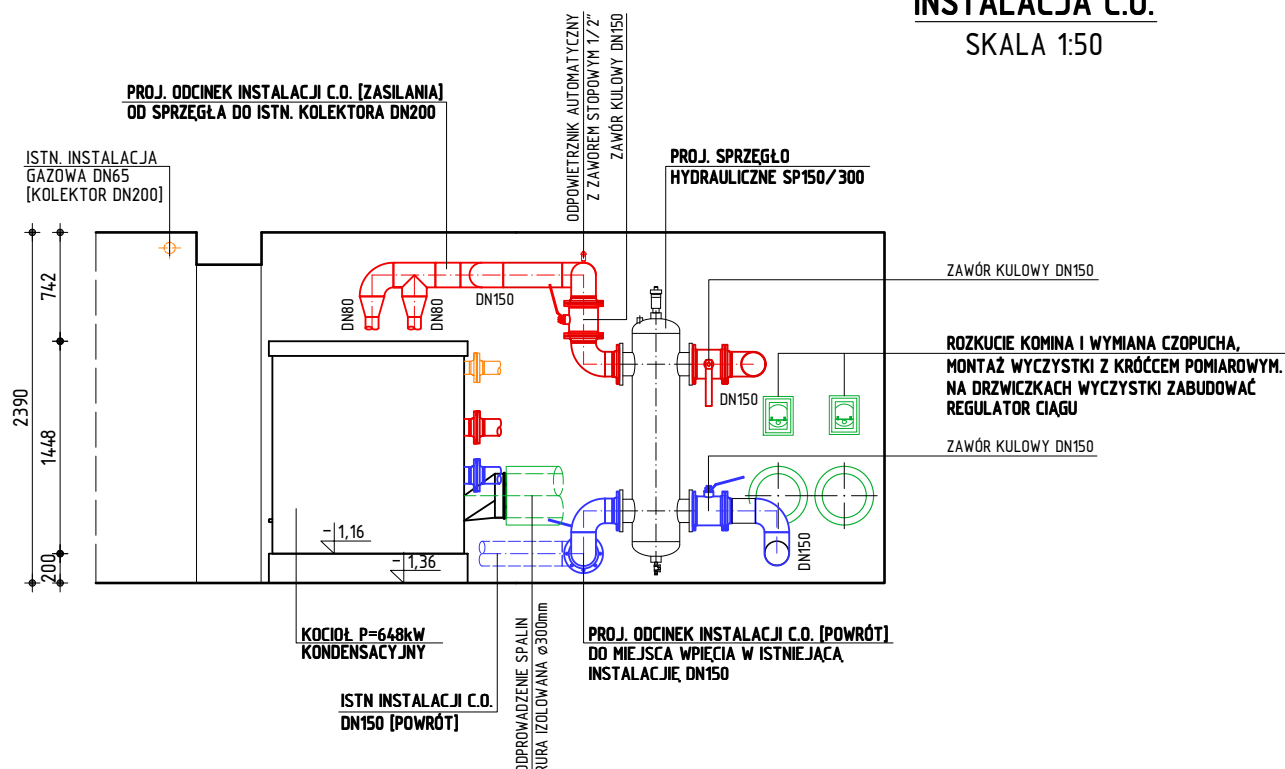 INSTALACJA C.O.
SKALA 1:50
PROJ. ODCINEK INSTALACJI C.O. [ZASILANIA]
OD SPRZĘGŁA DO ISTN. KOLEKTORA DN200
ISTN. INSTALACJA
GAZOWA DN65
[KOLEKTOR DN200]
ODPOWIETRZNIK AUTOMATYCZNY
Z ZAWOREM STOPOWYM 1/2"
ZAWÓR KULOWY DN150
PROJ. SPRZĘGŁO
HYDRAULICZNE SP150/300
ZAWÓR KULOWY DN150
ROZKUCIE KOMINA I WYMIANA CZOPUCHA,
MONTAŻ WYCZYSTKI Z KRÓĆCEM POMIAROWYM.
NA DRZWICZKACH WYCZYSTKI ZABUDOWAĆ
REGULATOR CIĄGU
ZAWÓR KULOWY DN150
2390
742
1448
200
DN80
DN80
DN150
DN150
DN150
- 1,16
- 1,36
KOCIOŁ P=648kW
KONDENSACYJNY
ISTN INSTALACJI C.O.
DN150 [POWRÓT]
ODPROWADZENIE SPALIN
RURA IZOLOWANA ø300mm
PROJ. ODCINEK INSTALACJI C.O. [POWRÓT]
DO MIEJSCA WPIĘCIA W ISTNIEJĄCĄ
INSTALACJIĘ DN150